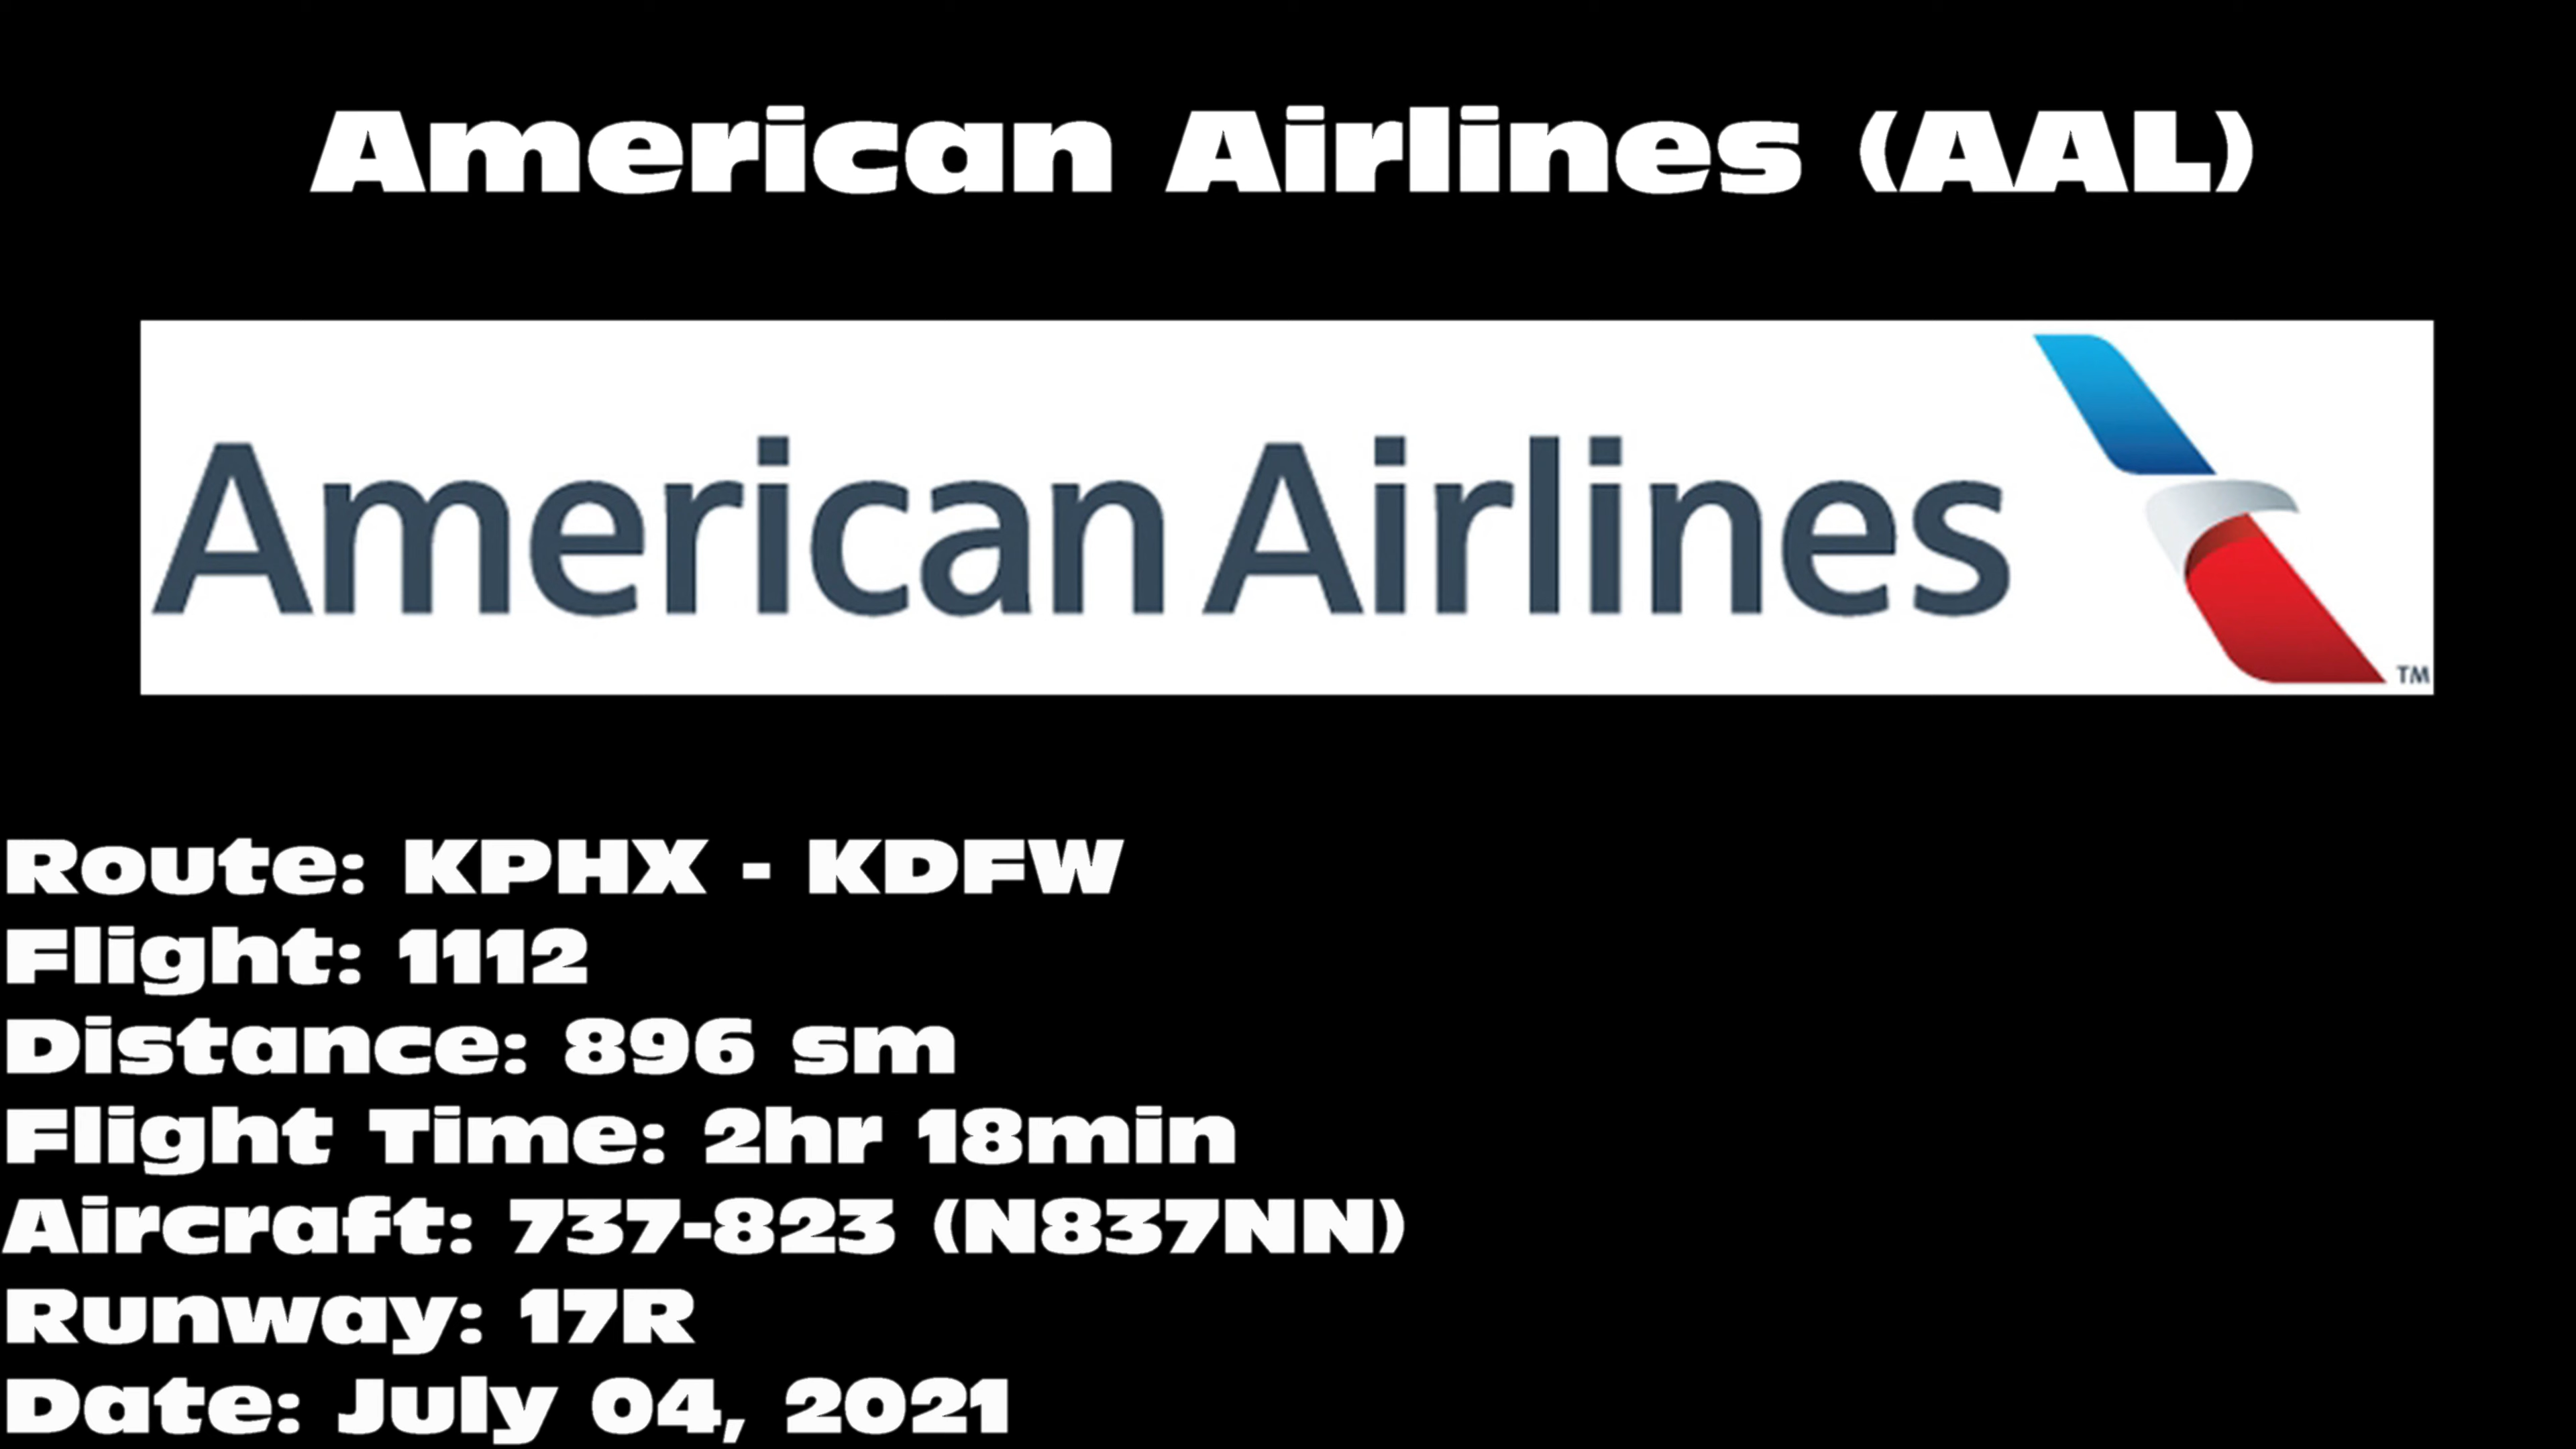 American Airlines (AAL)
American Airlines
TM
Route: KPHX - KDFW
Flight: 1112
Distance: 896 sm
Flight Time: 2hr 18min
Aircraft: 737-823 (N837NN)
Runway: 17R
Date: July 04, 2021